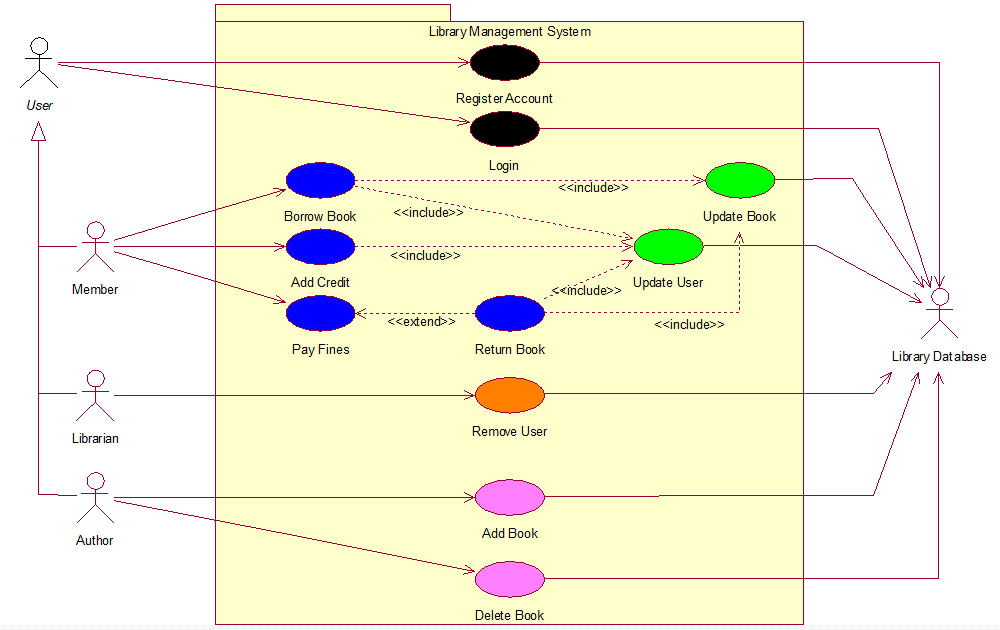 Library Management System
Register Account
User
Login
<<include>>
Borrow Book
<<include>>
Update Book
<<include>>
Add Credit
Update User
Member
<<include>>
<<extend>>
<<include>>
Pay Fines
Return Book
Library Database
Remove User
Librarian
Add Book
Author
Delete Book